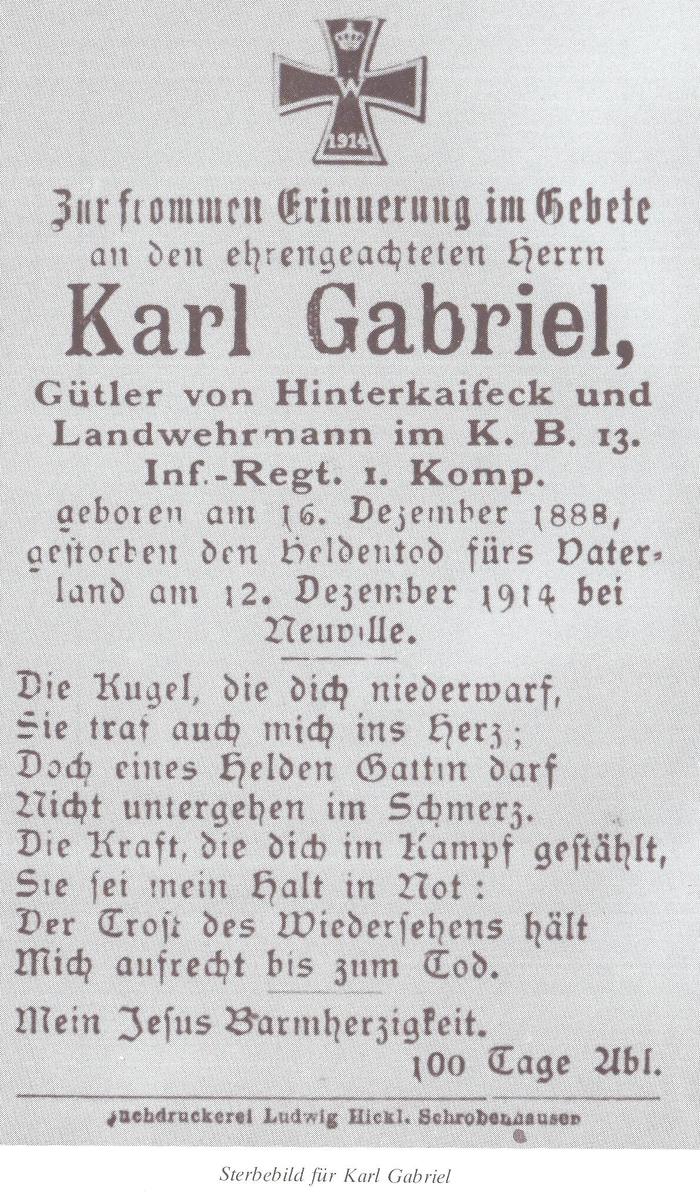 W
1914
Zur frommen Erinnerung im Gebete
an den ehrengeachteten Herrn
Karl Gabriel,
Gütler von Hinterkaifeck und
Landwehrmann im K. B. 13.
Inf.-Regt. 1. Komp.
geboren am 16. Dezember 1888,
gestorben den Heldentod fürs Vater-
land am 12. Dezember 1914 bei
Neuville.
Die Kugel, die dich niederwarf,
Sie traf auch mich ins Herz;
Doch eines Helden Gattin darf
Nicht untergehen im Schmerz.
Die Kraft, die dich im Kampf gestählt,
Sie sei mein Halt in Not:
Der Trost des Wiedersehens hält
Mich aufrecht bis zum Tod.
Mein Jesus Barmherzigkeit.
100 Tage Abl.
Buchdruckerei Ludwig Hickl. Schrobenhausen
Sterbebild für Karl Gabriel